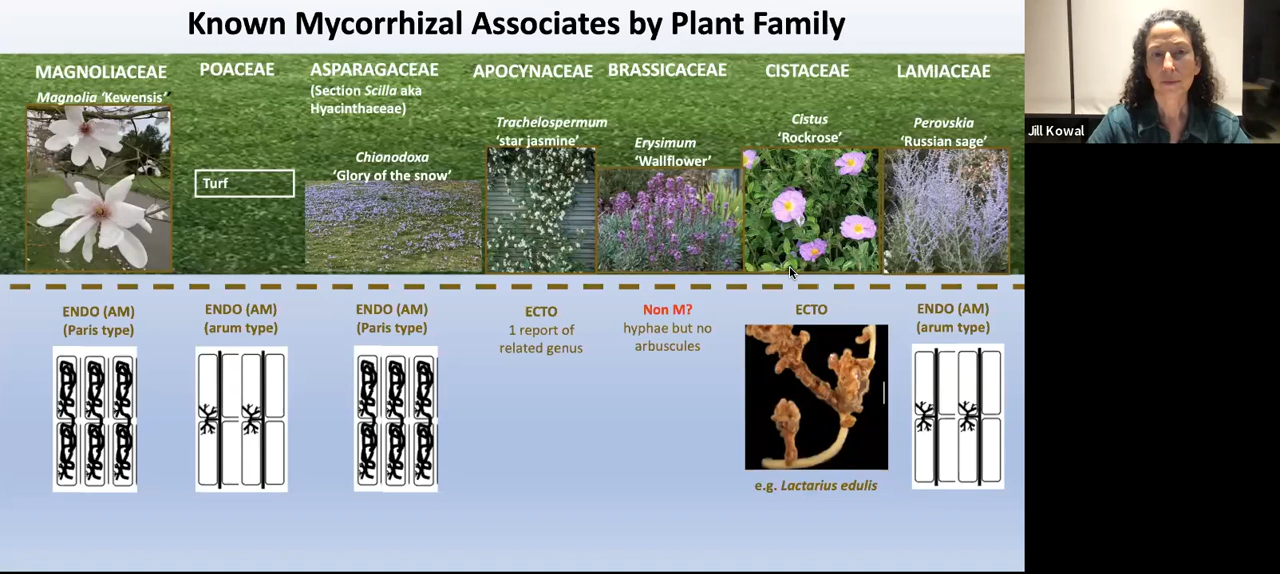 Known Mycorrhizal Associates by Plant Family
MAGNOLIACEAE
Magnolia 'Kewensis'
POACEAE
Turf
ASPARAGACEAE
(Section Scilla aka
Hyacinthaceae)
Chionodoxa
'Glory of the snow'
APOCYNACEAE
Trachelospermum
'star jasmine'
BRASSICACEAE
Erysimum
'Wallflower'
CISTACEAE
Cistus
'Rockrose'
LAMIACEAE
Perovskia
'Russian sage'
Jill Kowal
ENDO (AM)
(Paris type)
ENDO (AM)
(arum type)
ENDO (AM)
(Paris type)
ECTO
1 report of
related genus
Non M?
hyphae but no
arbuscules
ECTO
e.g. Lactarius edulis
ENDO (AM)
(arum type)